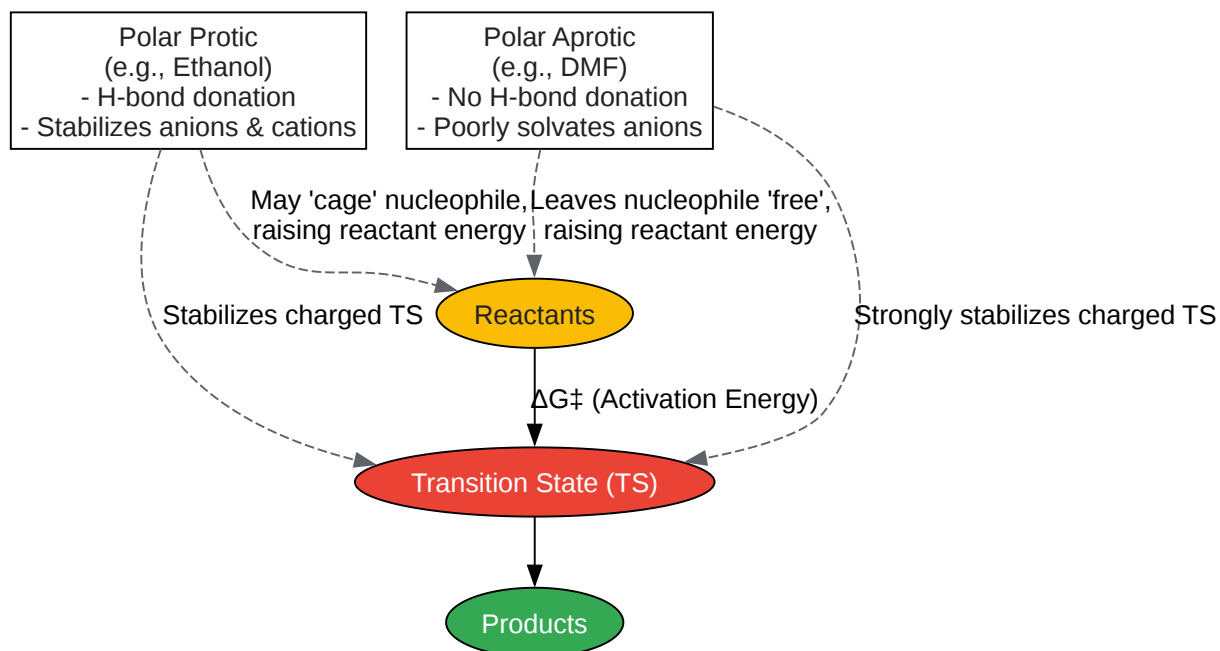 Polar Protic
(e.g., Ethanol)
- H-bond donation
- Stabilizes anions & cations
Polar Aprotic
(e.g., DMF)
- No H-bond donation
- Poorly solvates anions
May 'cage' nucleophile,
raising reactant energy
Leaves nucleophile 'free',
raising reactant energy
Stabilizes charged TS
Reactants
Strongly stabilizes charged TS
ΔG‡ (Activation Energy)
Transition State (TS)
Products